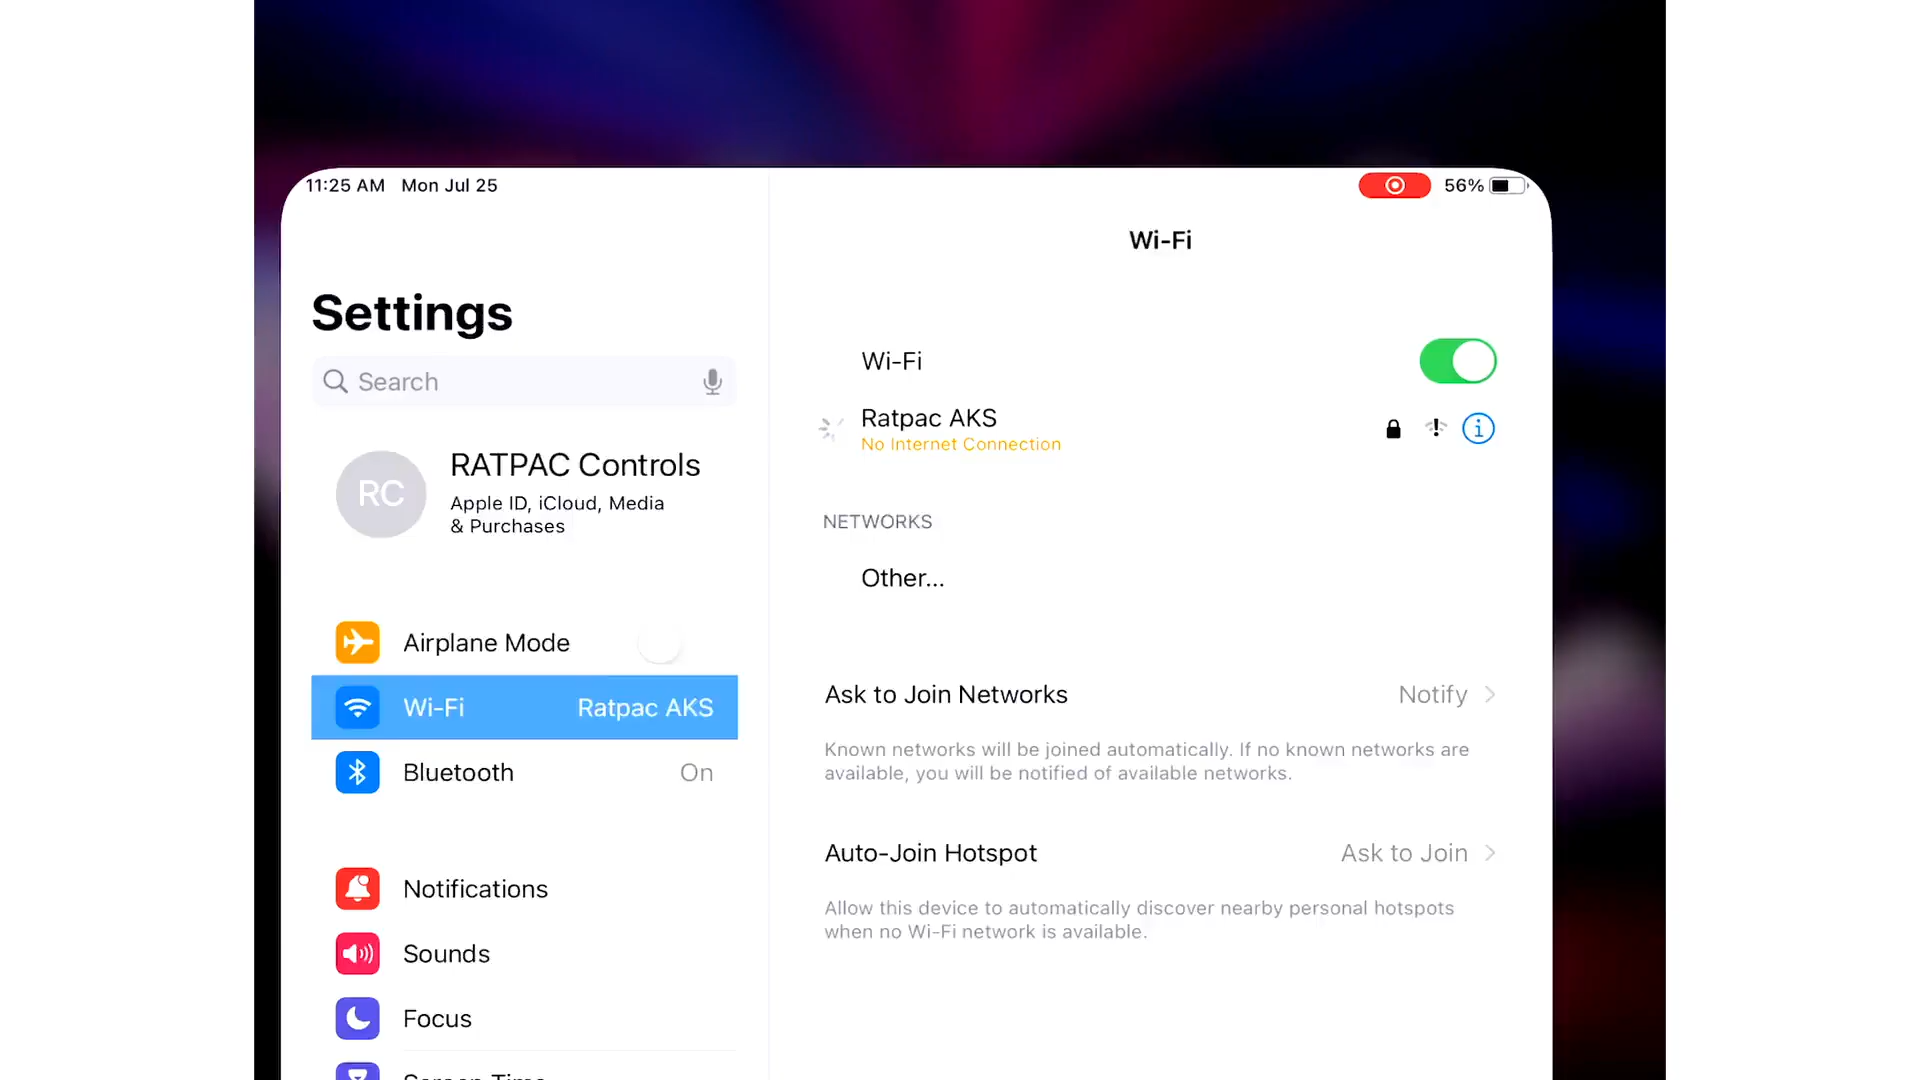 11:25 AM Mon Jul 25
56%
Settings
Search
RC
RATPAC Controls
Apple ID, iCloud, Media
& Purchases
Airplane Mode
Wi-Fi Ratpac AKS
Bluetooth On
Notifications
Sounds
Focus
Screen Time
Wi-Fi
Wi-Fi
Ratpac AKS
No Internet Connection
NETWORKS
Other...
Ask to Join Networks Notify
Known networks will be joined automatically. If no known networks are
available, you will be notified of available networks.
Auto-Join Hotspot Ask to Join
Allow this device to automatically discover nearby personal hotspots
when no Wi-Fi network is available.